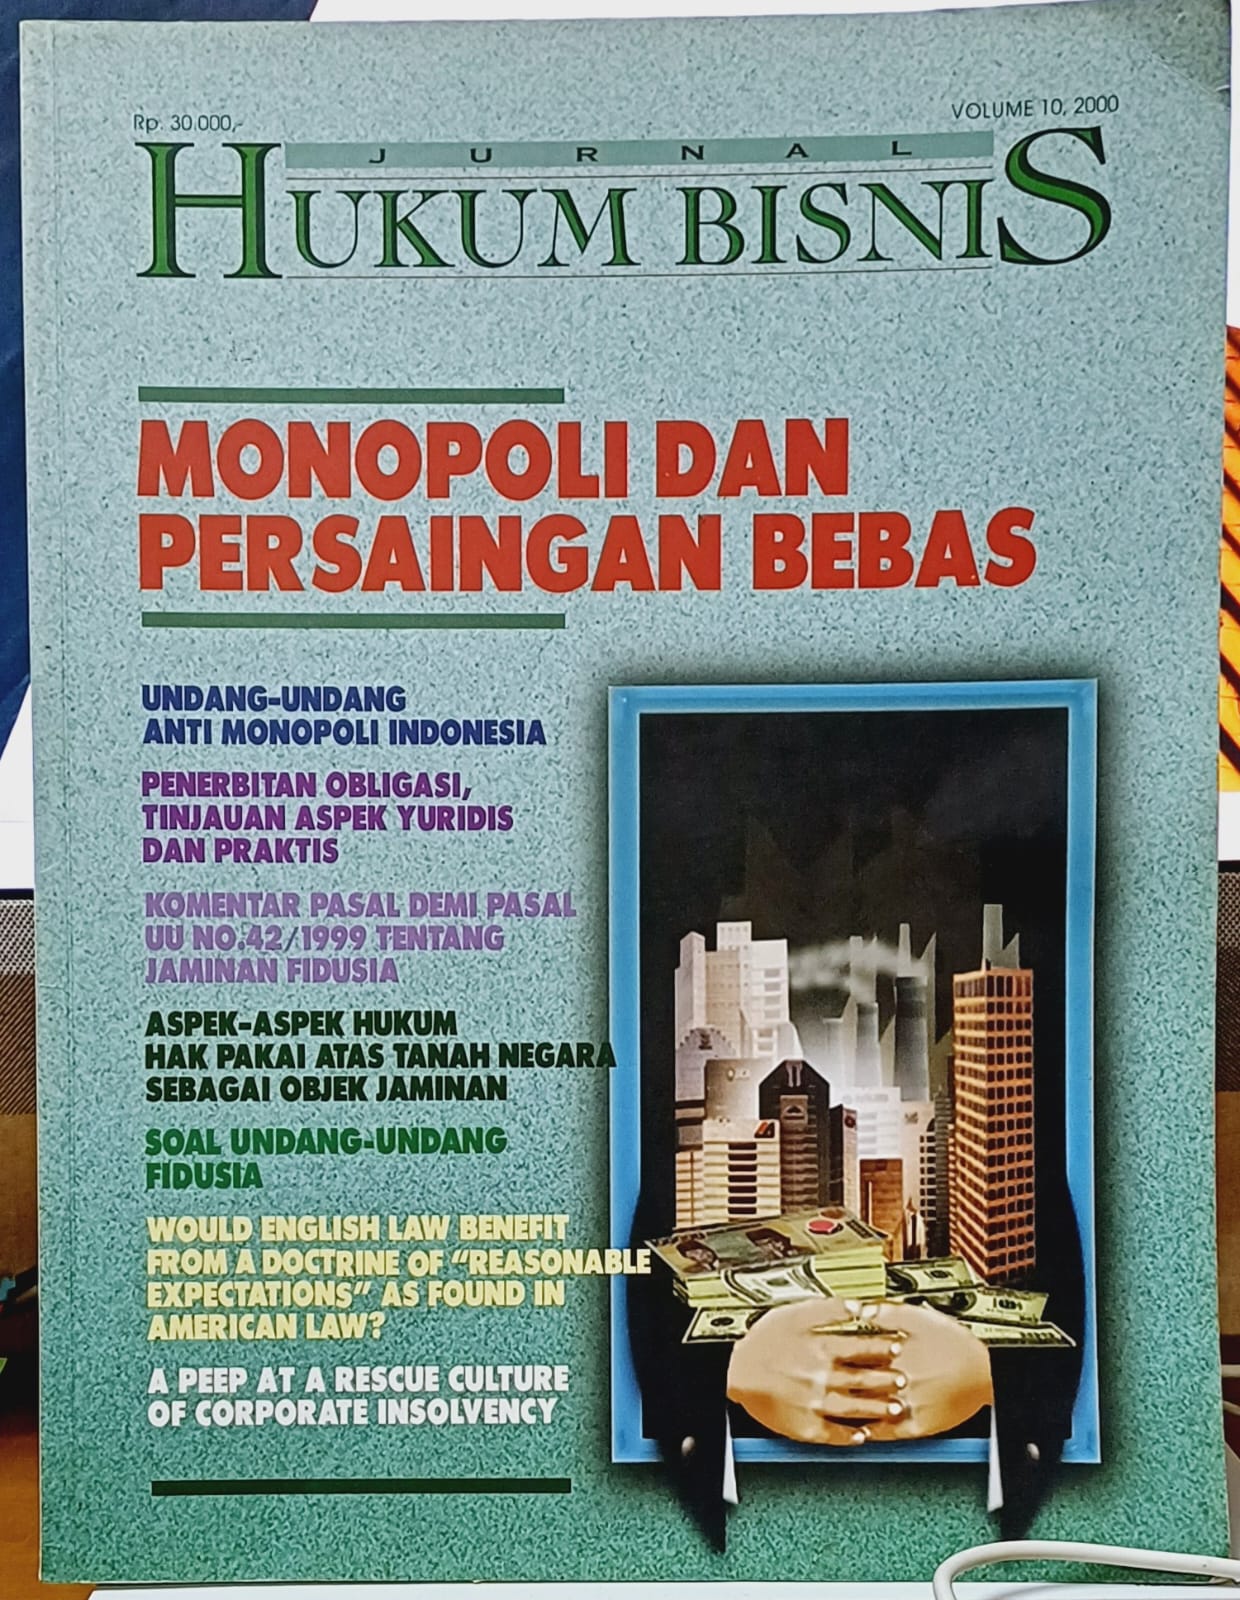 Rp. 30.000,-
VOLUME 10, 2000
JURNAL
HUKUM BISNIS
MONOPOLI DAN
PERSAINGAN BEBAS
UNDANG-UNDANG
ANTI MONOPOLI INDONESIA
PENERBITAN OBLIGASI,
TINJAUAN ASPEK YURIDIS
DAN PRAKTIS
KOMENTAR PASAL DEMI PASAL
UU NO.42/1999 TENTANG
JAMINAN FIDUSIA
ASPEK-ASPEK HUKUM
HAK PAKAI ATAS TANAH NEGARA
SEBAGAI OBJEK JAMINAN
SOAL UNDANG-UNDANG
FIDUSIA
WOULD ENGLISH LAW BENEFIT
FROM A DOCTRINE OF "REASONABLE
EXPECTATIONS" AS FOUND IN
AMERICAN LAW?
A PEEP AT A RESCUE CULTURE
OF CORPORATE INSOLVENCY